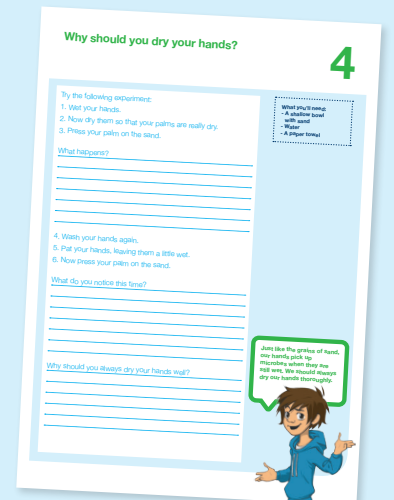 Why should you dry your hands?
4
Try the following experiment:
1. Wet your hands.
2. Now dry them so that your palms are really dry.
3. Press your palm on the sand.
What happens?
4. Wash your hands again.
5. Pat your hands, leaving them a little wet.
6. Now press your palm on the sand.
What do you notice this time?
Why should you always dry your hands well?
What you'll need:
- A shallow bowl
with sand
- Water
- A paper towel
Just like the grains of sand,
our hands pick up
microbes when they are
still wet. We should always
dry our hands thoroughly.